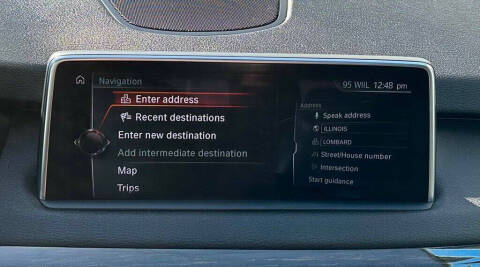 Navigation
95 WIIL 12:48 pm
Enter address
Recent destinations
Enter new destination
Add intermediate destination
Map
Trips
Address
Speak address
ILLINOIS
LOMBARD
Street/House number
Intersection
Start guidance